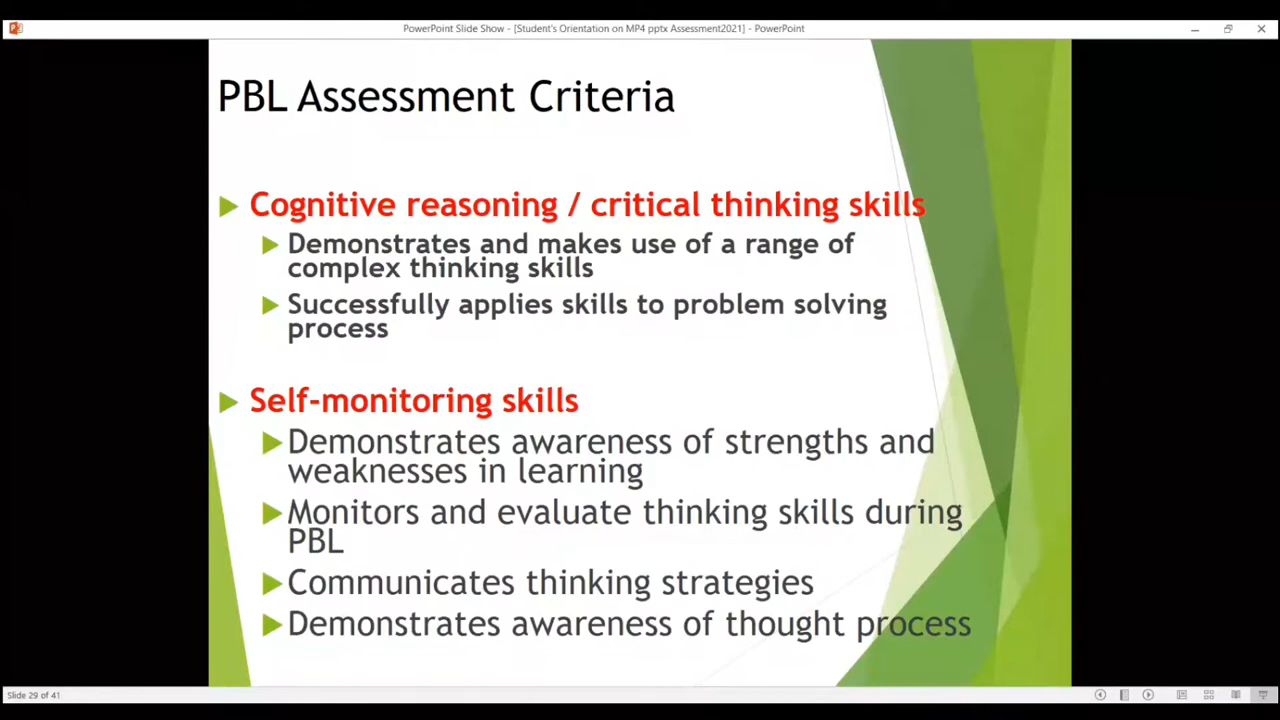 PowerPoint Slide Show - [Student's Orientation on MP4 pptx Assessment2021] - PowerPoint
PBL Assessment Criteria
Cognitive reasoning / critical thinking skills
Demonstrates and makes use of a range of
complex thinking skills
Successfully applies skills to problem solving
process
Self-monitoring skills
Demonstrates awareness of strengths and
weaknesses in learning
Monitors and evaluate thinking skills during
PBL
Communicates thinking strategies
Demonstrates awareness of thought process
Slide 29 of 41